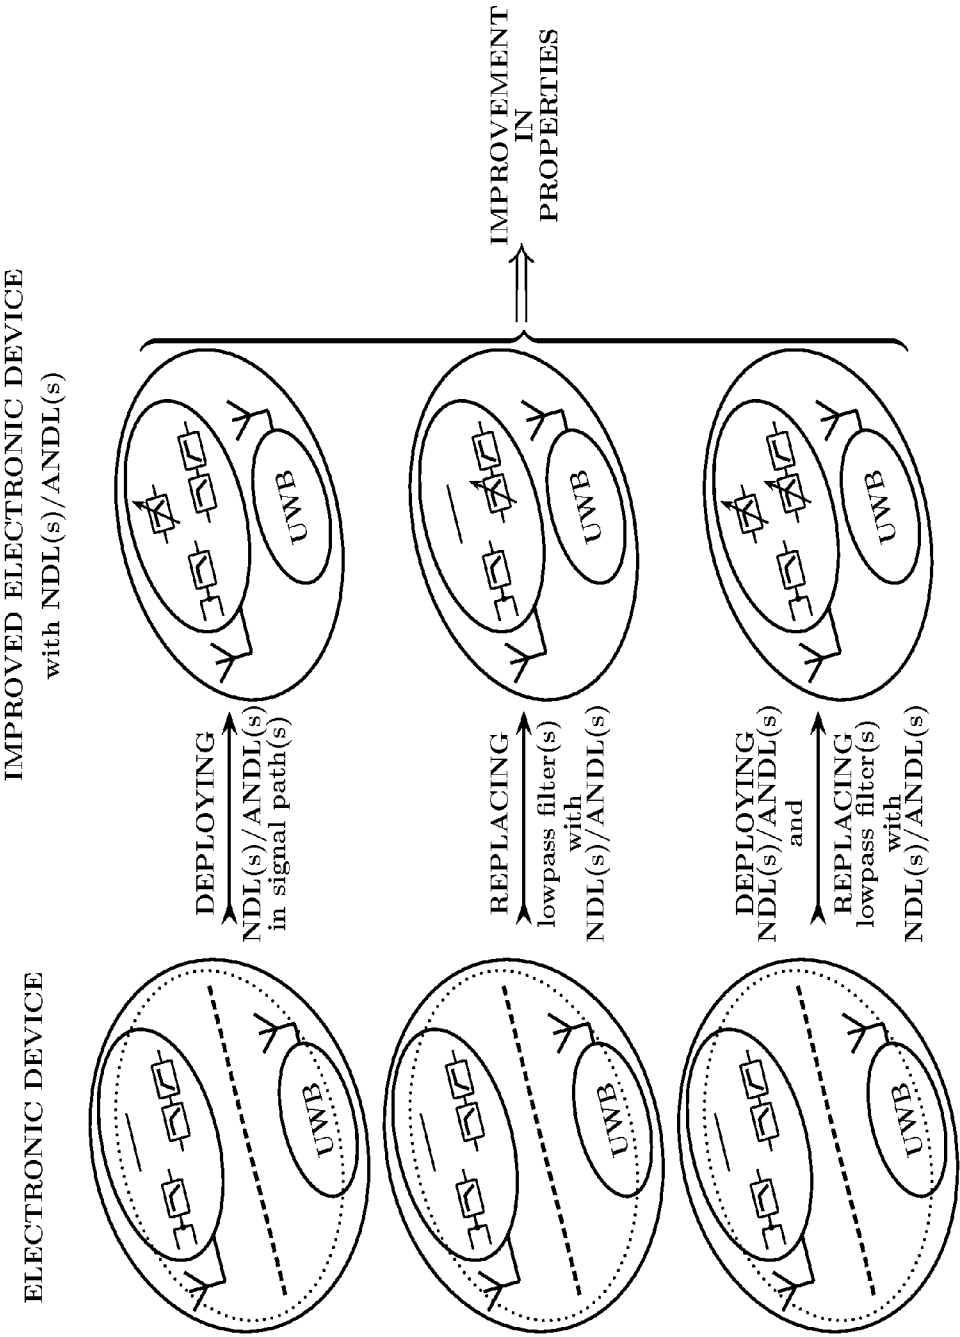 ELECTRONIC DEVICE
IMPROVED ELECTRONIC DEVICE
with NDL(s)/ANDL(s)
UWB
DEPLOYING
NDL(s)/ANDL(s)
in signal path(s)
UWB
UWB
REPLACING
lowpass filter(s)
with
NDL(s)/ANDL(s)
UWB
UWB
DEPLOYING
NDL(s)/ANDL(s)
and
REPLACING
lowpass filter(s)
with
NDL(s)/ANDL(s)
UWB
IMPROVEMENT
IN
PROPERTIES